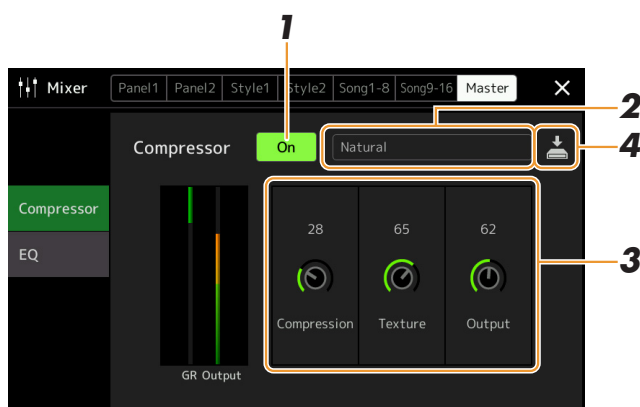 1
Mixer Panel1 Panel2 Style1 Style2 Song1-8 Song9-16 Master
2
Compressor On Natural
4
Compressor
EQ
28 65 62
3
Compression Texture Output
GR Output